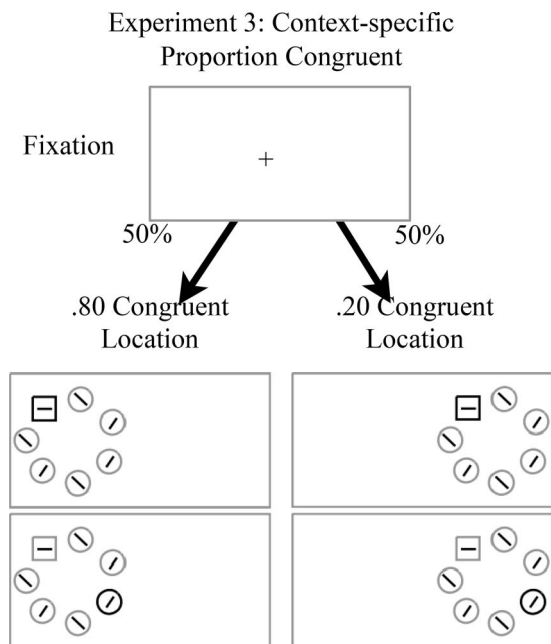 Experiment 3: Context-specific
Proportion Congruent
Fixation
+
50% 50%
.80 Congruent .20 Congruent
Location Location